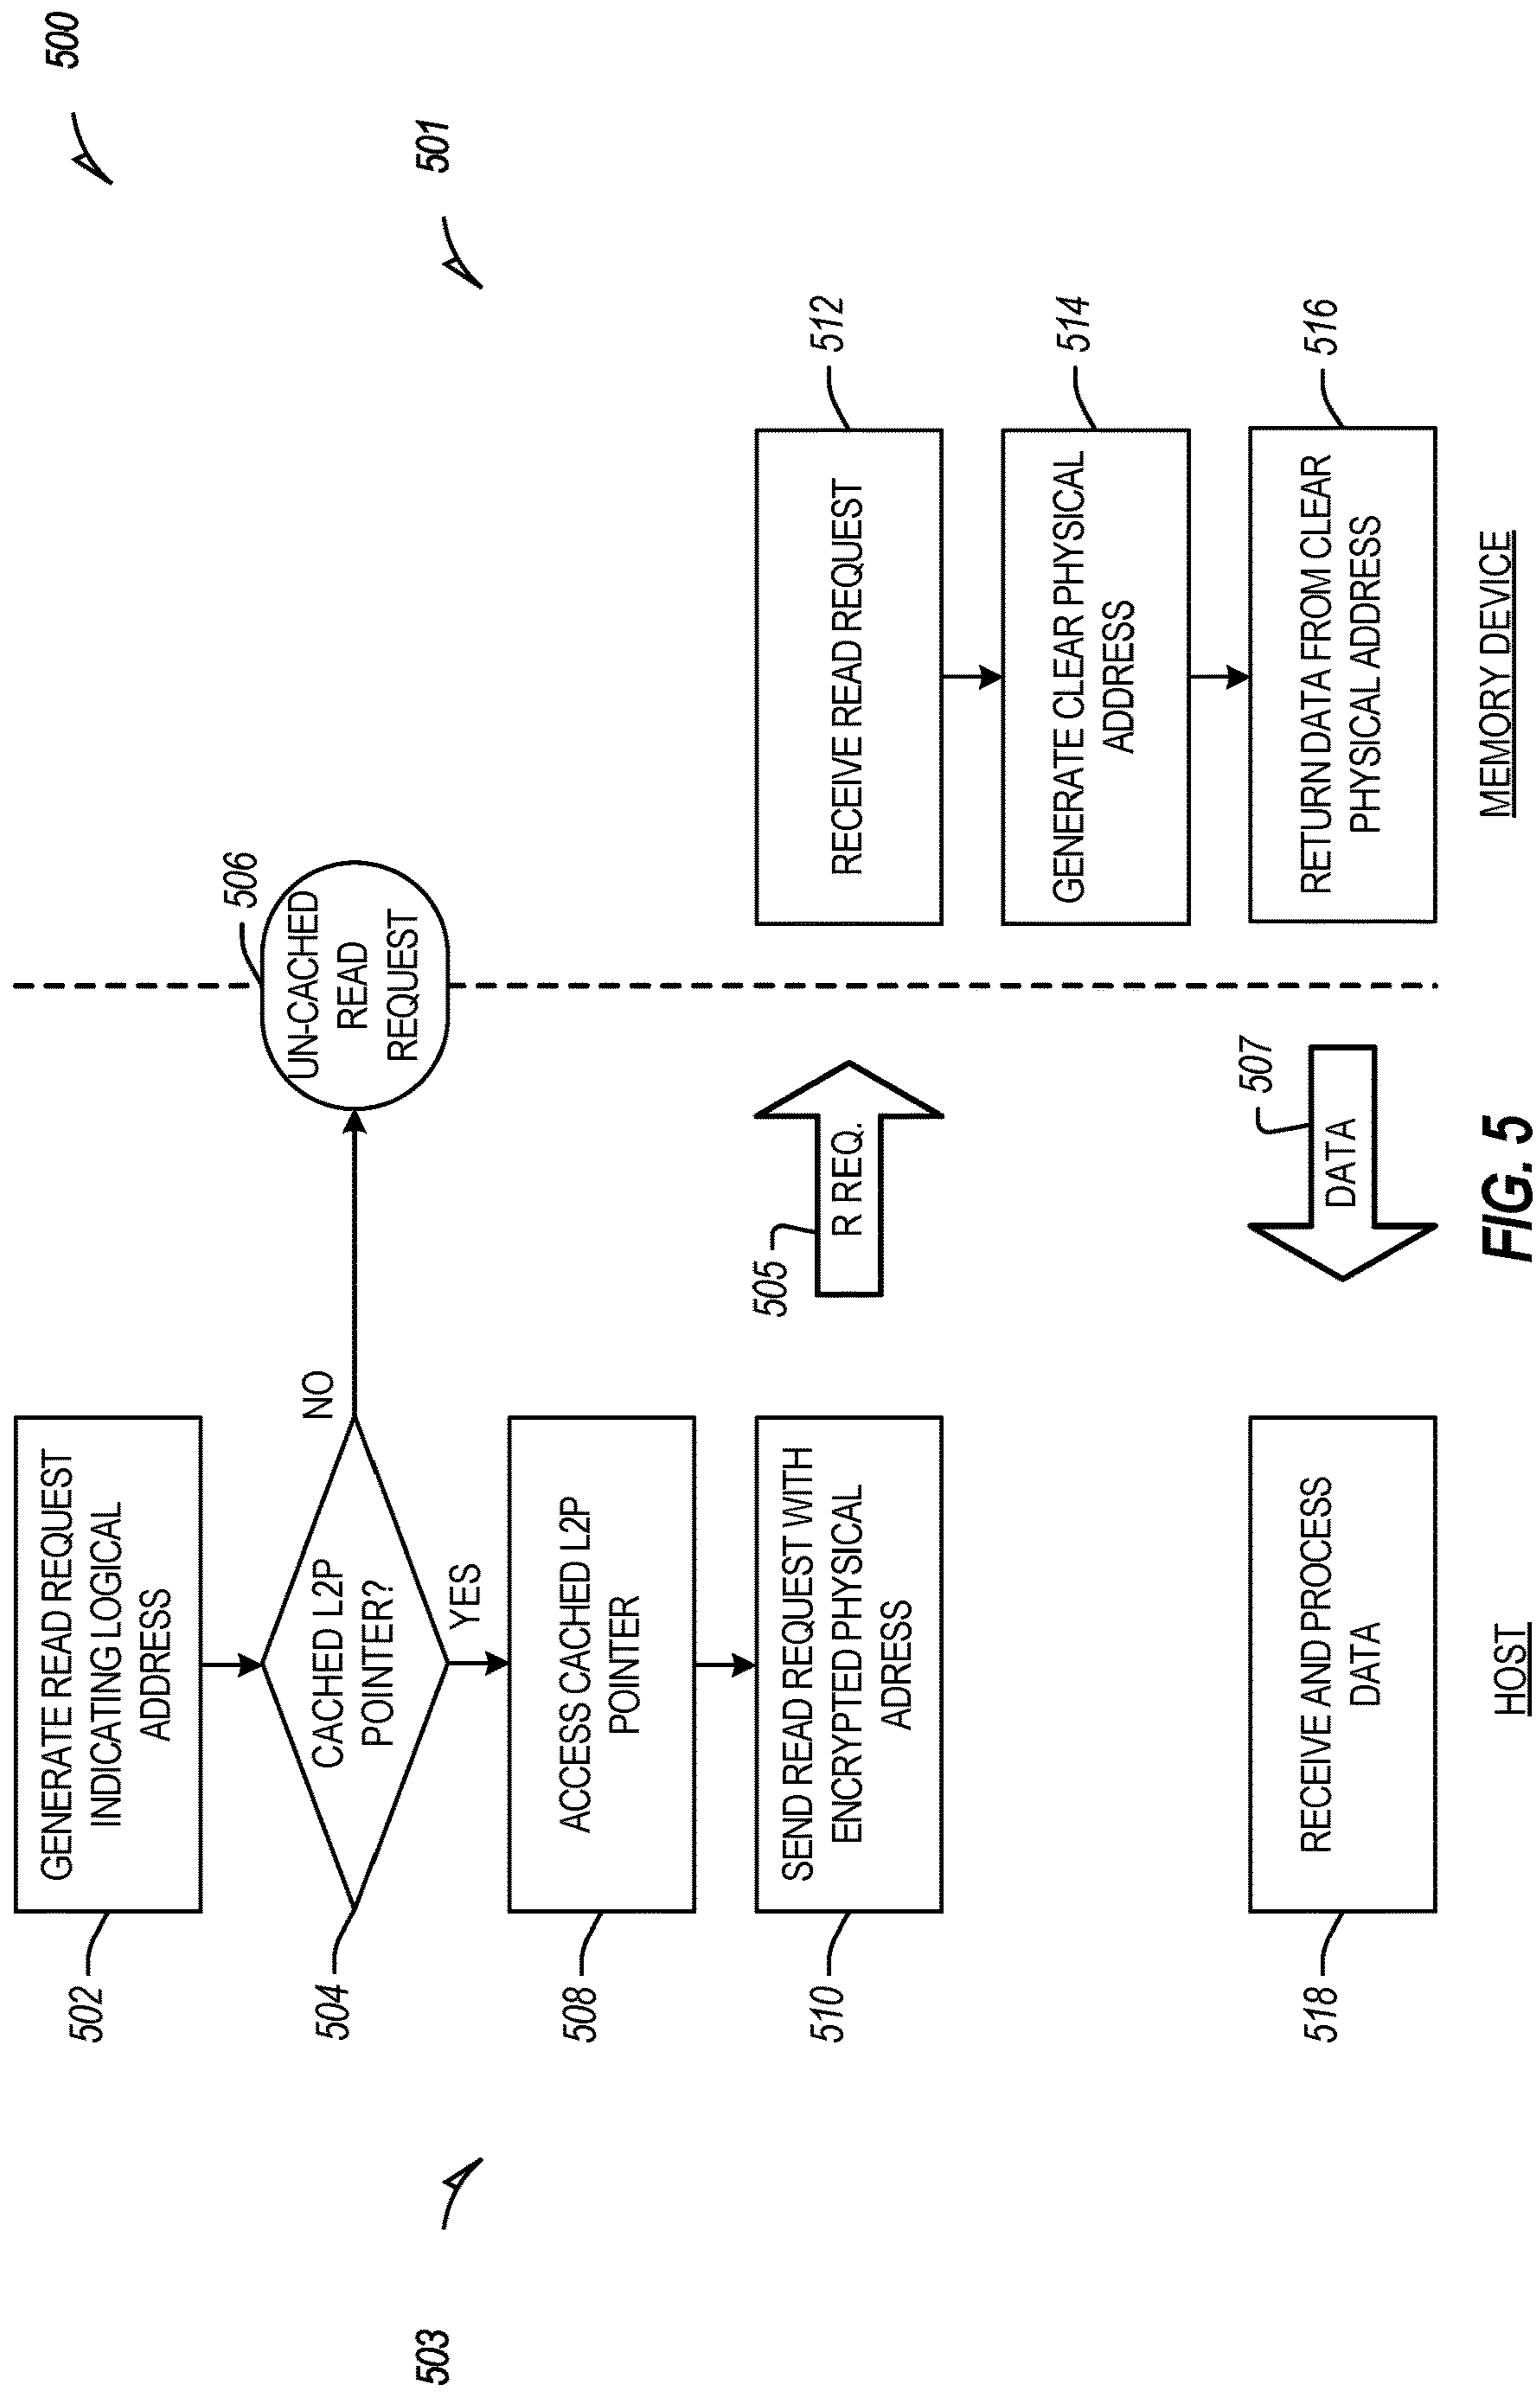 500
501
503
502
GENERATE READ REQUEST
INDICATING LOGICAL
ADDRESS
504
CACHED L2P
POINTER?
NO
506
UN-CACHED
READ
REQUEST
YES
508
ACCESS CACHED L2P
POINTER
510
SEND READ REQUEST WITH
ENCRYPTED PHYSICAL
ADRESS
505
R REQ.
512
RECEIVE READ REQUEST
514
GENERATE CLEAR PHYSICAL
ADDRESS
516
RETURN DATA FROM CLEAR
PHYSICAL ADDRESS
507
DATA
518
RECEIVE AND PROCESS
DATA
HOST
MEMORY DEVICE
FIG. 5